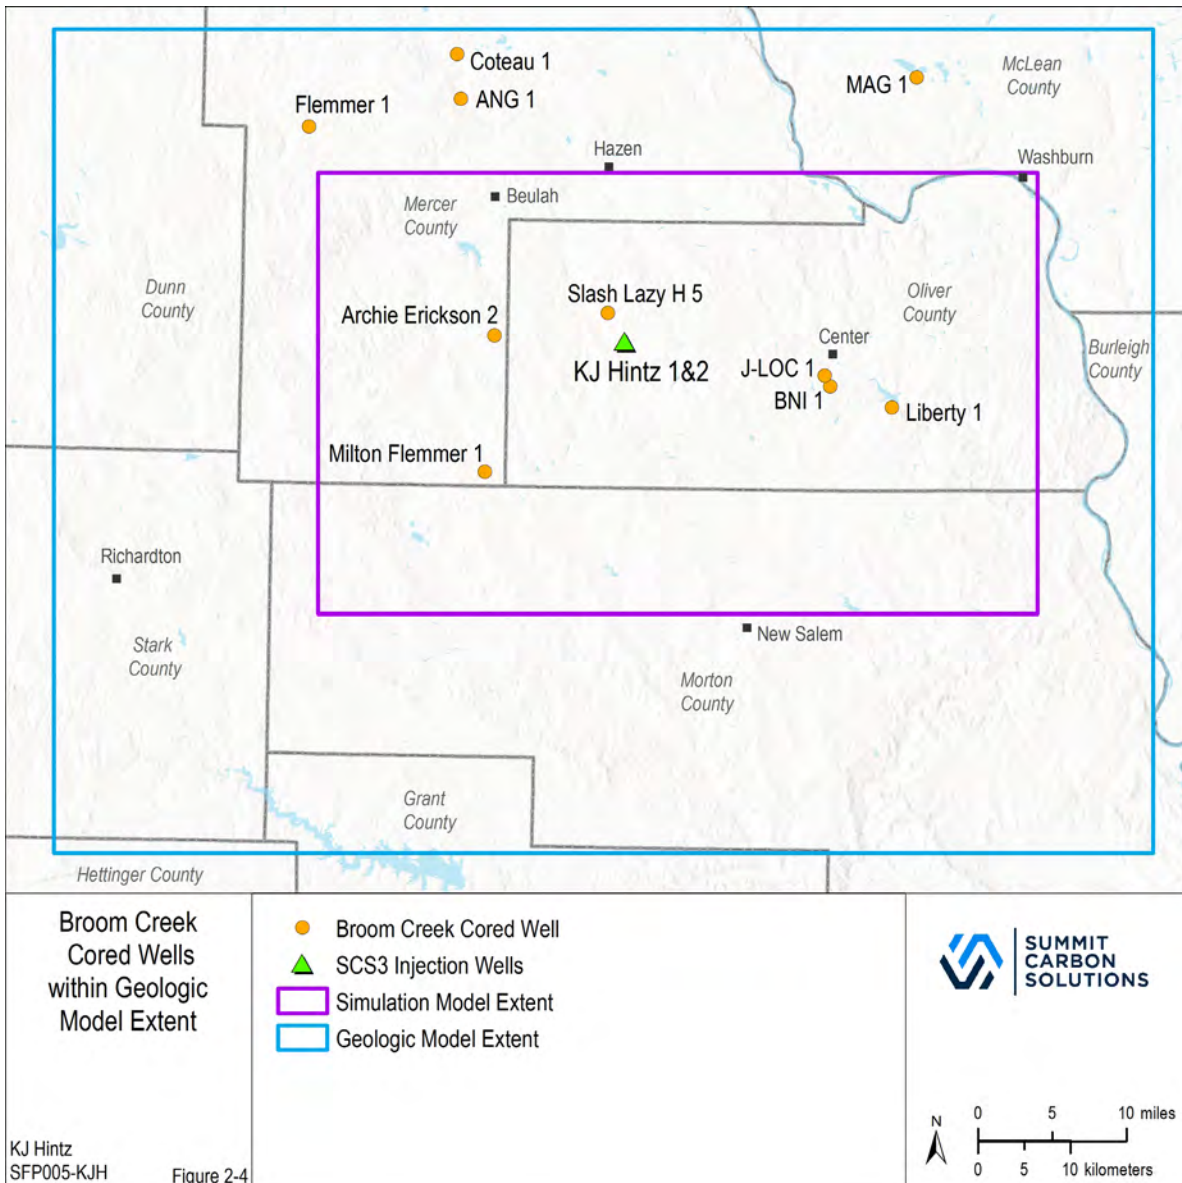 Coteau 1
ANG 1
Flemmer 1
MAG 1
McLean
County
Hazen
Washburn
Beulah
Mercer
County
Dunn
County
Slash Lazy H 5
Oliver
County
Archie Erickson 2
Center
KJ Hintz 1&2
J-LOC 1
BNI 1
Burleigh
County
Liberty 1
Milton Flemmer 1
Richardton
New Salem
Stark
County
Morton
County
Grant
County
Hettinger County
Broom Creek
Cored Wells
within Geologic
Model Extent
KJ Hintz
SFP005-KJH
Figure 2-4
Broom Creek Cored Well
SCS3 Injection Wells
Simulation Model Extent
Geologic Model Extent
SUMMIT
CARBON
SOLUTIONS
N
0 5 10 miles
0 5 10 kilometers